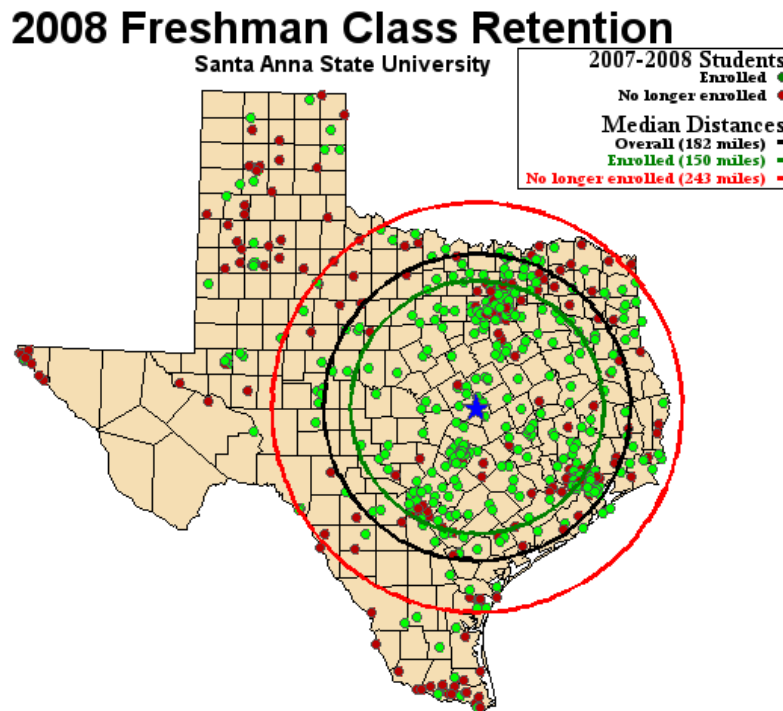 2008 Freshman Class Retention
Santa Anna State University
2007-2008 Students
Enrolled
No longer enrolled
Median Distances
Overall (182 miles)
Enrolled (150 miles)
No longer enrolled (243 miles)